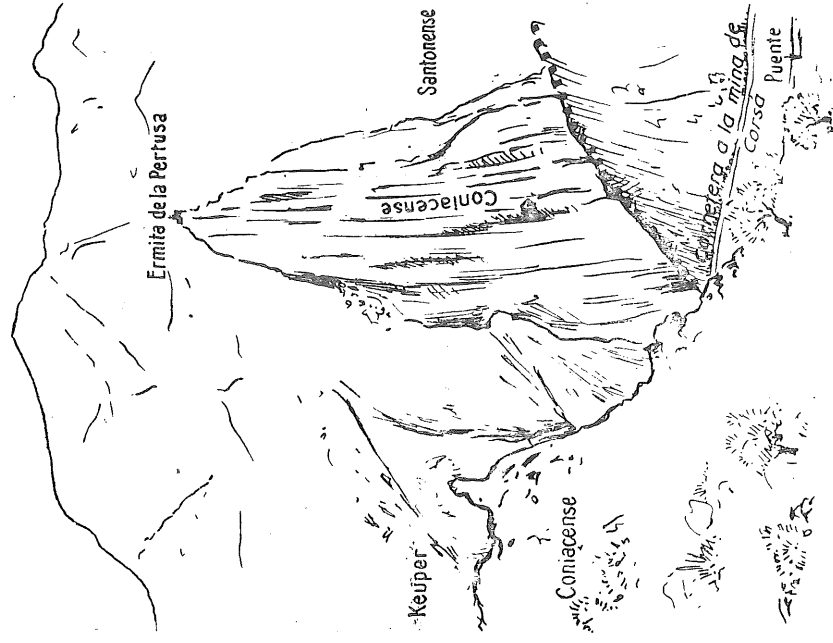 Ermita de la Pertusa
Santonense
Coniacense
Carretera a la mina de
Corsa
Puente
Keuper
Coniacense